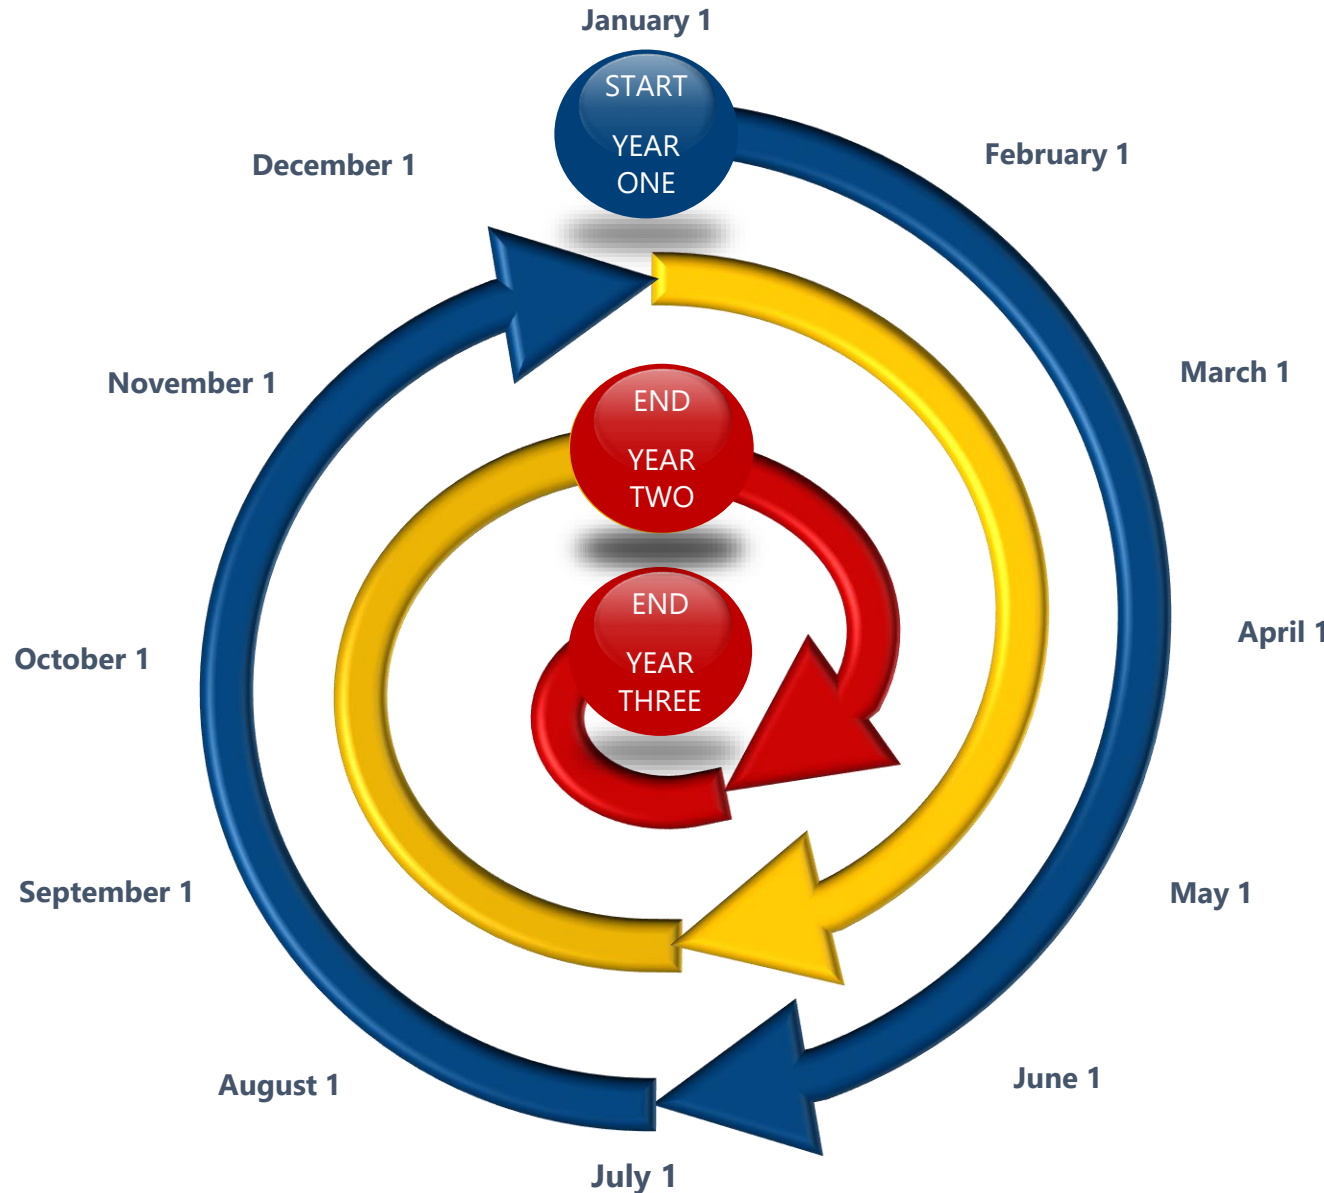 January 1
START
YEAR
ONE
December 1
February 1
November 1
March 1
END
YEAR
TWO
END
YEAR
THREE
October 1
April 1
September 1
May 1
August 1
June 1
July 1